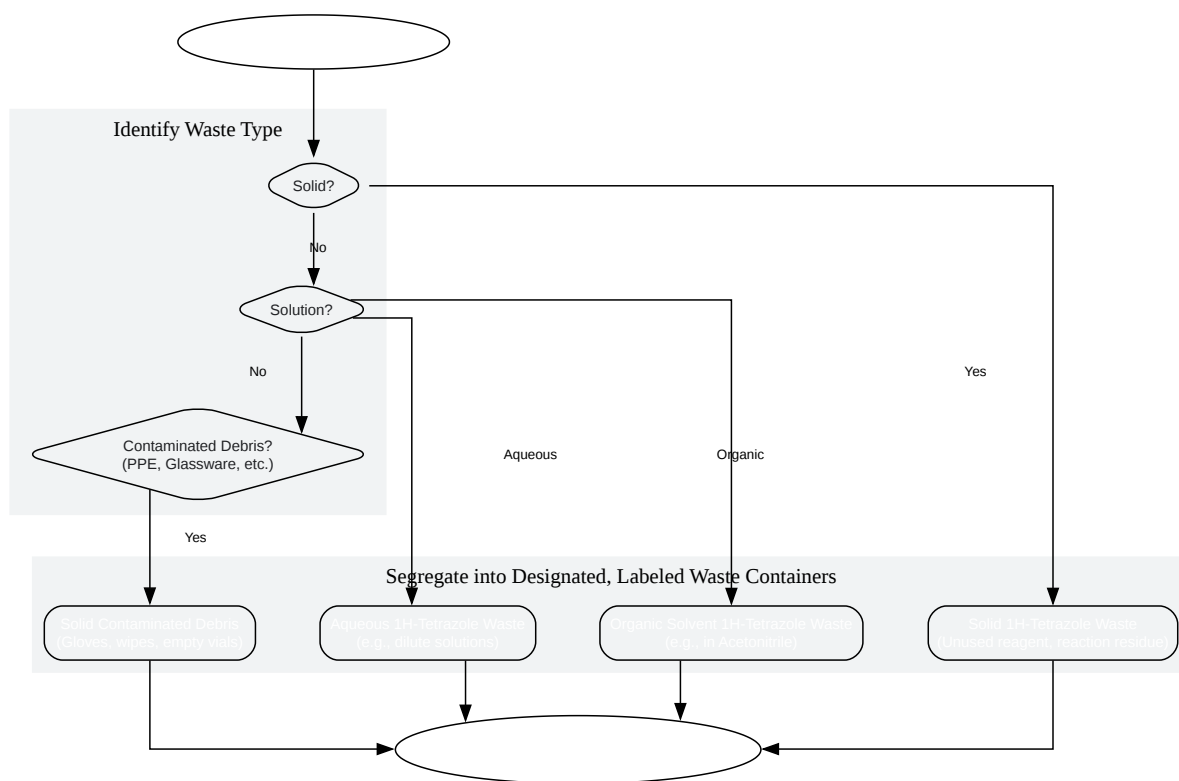 Identify Waste Type
Solid?
No
Solution?
No
Yes
Contaminated Debris?
(PPE, Glassware, etc.)
Aqueous
Organic
Yes
Segregate into Designated, Labeled Waste Containers
Solid Contaminated Debris
(Gloves, wipes, empty vials)
Aqueous 1H-Tetrazole Waste
(e.g., dilute solutions)
Organic Solvent 1H-Tetrazole Waste
(e.g., in Acetonitrile)
Solid 1H-Tetrazole Waste
(Unused reagent, reaction residue)